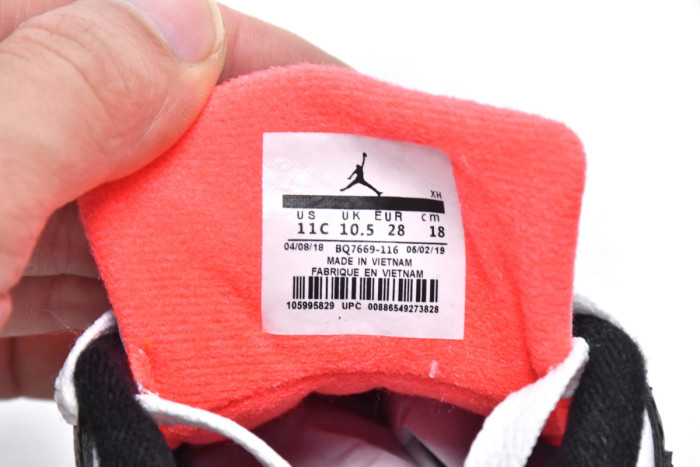 XH
US UK EUR cm
11C 10.5 28 18
04/08/18 BQ7669-116 06/02/19
MADE IN VIETNAM
FABRIQUE EN VIETNAM
105995829 UPC 00886549273828